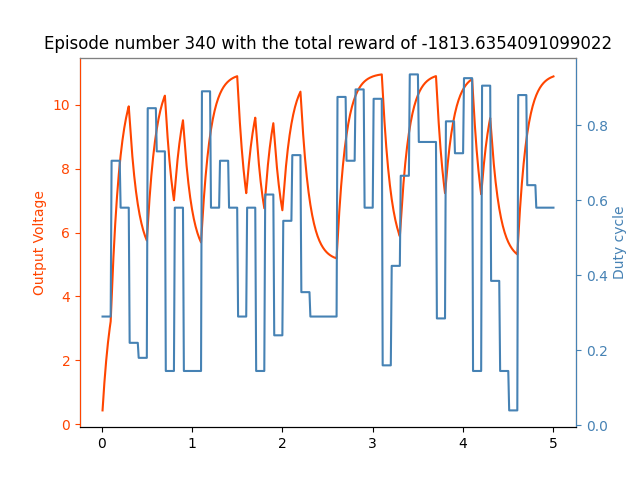 Episode number 340 with the total reward of -1813.6354091099022
Output Voltage
10
8
6
4
2
0
0.8
0.6
0.4
0.2
0.0
Duty cycle
0 1 2 3 4 5